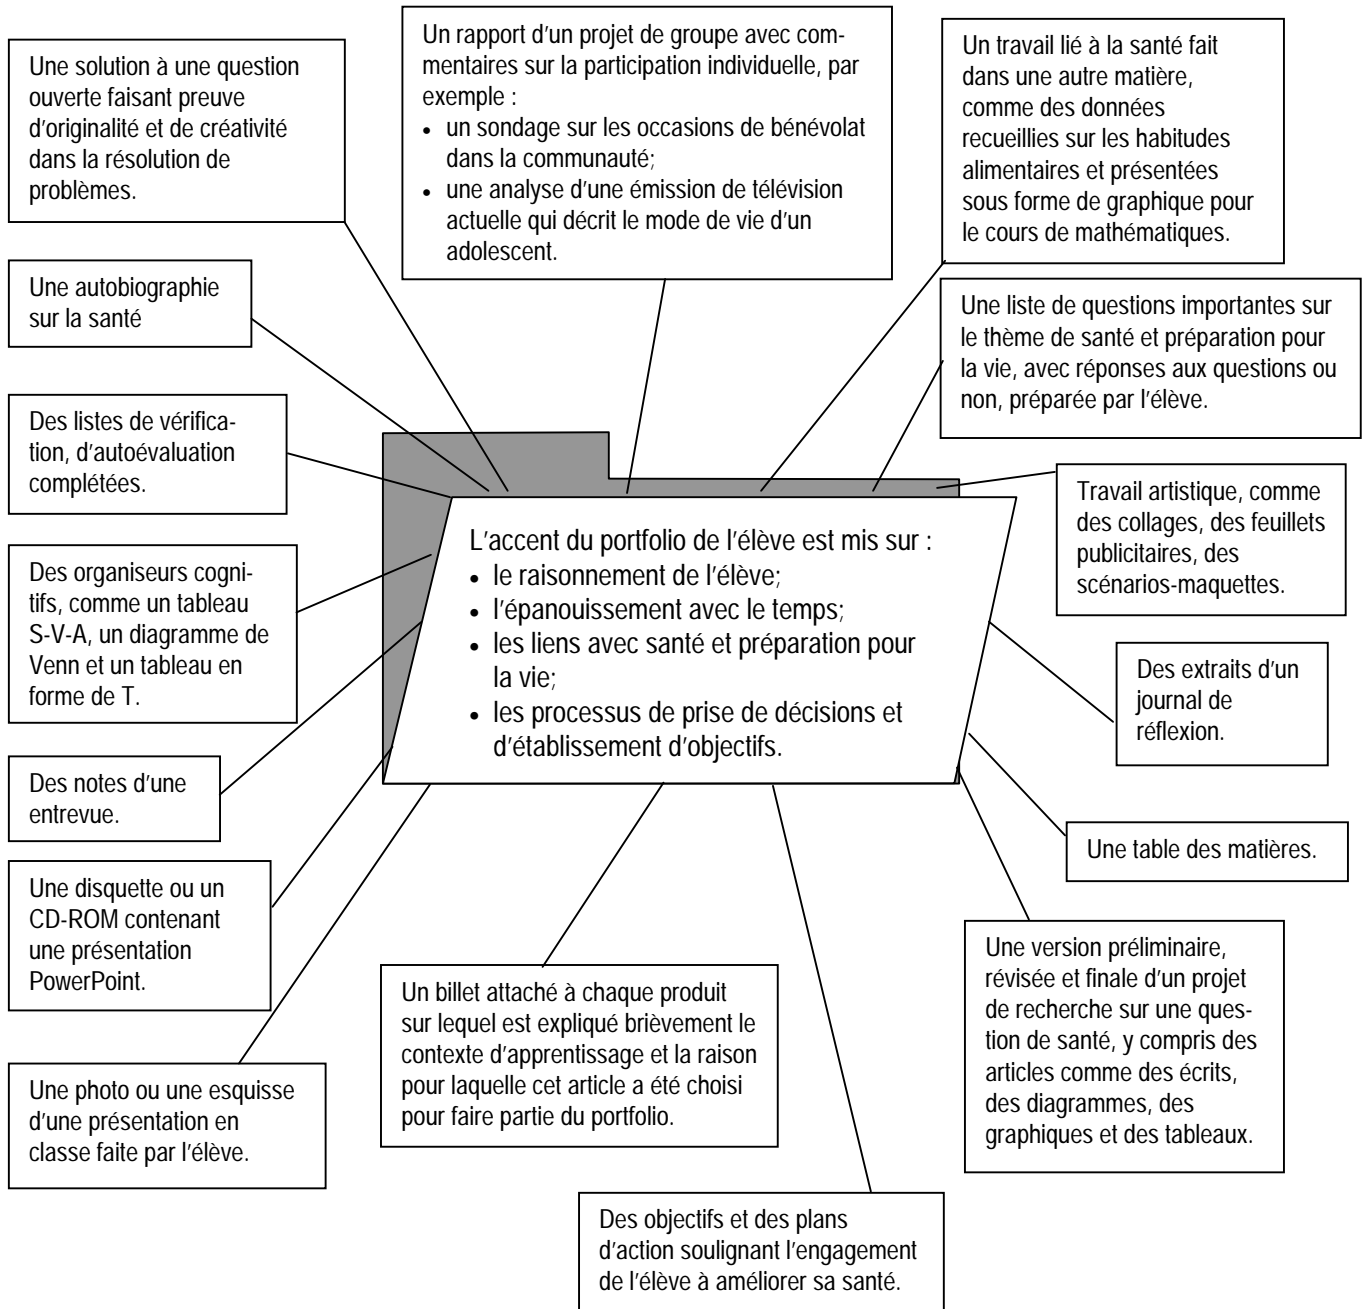 Une solution à une question
ouverte faisant preuve
d'originalité et de créativité
dans la résolution de
problèmes.
Un rapport d'un projet de groupe avec com-
mentaires sur la participation individuelle, par
exemple :
• un sondage sur les occasions de bénévolat
dans la communauté;
• une analyse d'une émission de télévision
actuelle qui décrit le mode de vie d'un
adolescent.
Un travail lié à la santé fait
dans une autre matière,
comme des données
recueillies sur les habitudes
alimentaires et présentées
sous forme de graphique pour
le cours de mathématiques.
Une autobiographie
sur la santé
Une liste de questions importantes sur
le thème de santé et préparation pour
la vie, avec réponses aux questions ou
non, préparée par l'élève.
Des listes de vérifica-
tion, d'autoévaluation
complétées.
Travail artistique, comme
des collages, des feuillets
publicitaires, des
scénarios-maquettes.
L'accent du portfolio de l'élève est mis sur :
• le raisonnement de l'élève;
• l'épanouissement avec le temps;
• les liens avec santé et préparation pour
la vie;
• les processus de prise de décisions et
d'établissement d'objectifs.
Des organiseurs cogni-
tifs, comme un tableau
S-V-A, un diagramme de
Venn et un tableau en
forme de T.
Des extraits d'un
journal de
réflexion.
Des notes d'une
entrevue.
Une table des matières.
Une disquette ou un
CD-ROM contenant
une présentation
PowerPoint.
Une version préliminaire,
révisée et finale d'un projet
de recherche sur une ques-
tion de santé, y compris des
articles comme des écrits,
des diagrammes, des
graphiques et des tableaux.
Un billet attaché à chaque produit
sur lequel est expliqué brièvement le
contexte d'apprentissage et la raison
pour laquelle cet article a été choisi
pour faire partie du portfolio.
Une photo ou une esquisse
d'une présentation en
classe faite par l'élève.
Des objectifs et des plans
d'action soulignant l'engagement
de l'élève à améliorer sa santé.